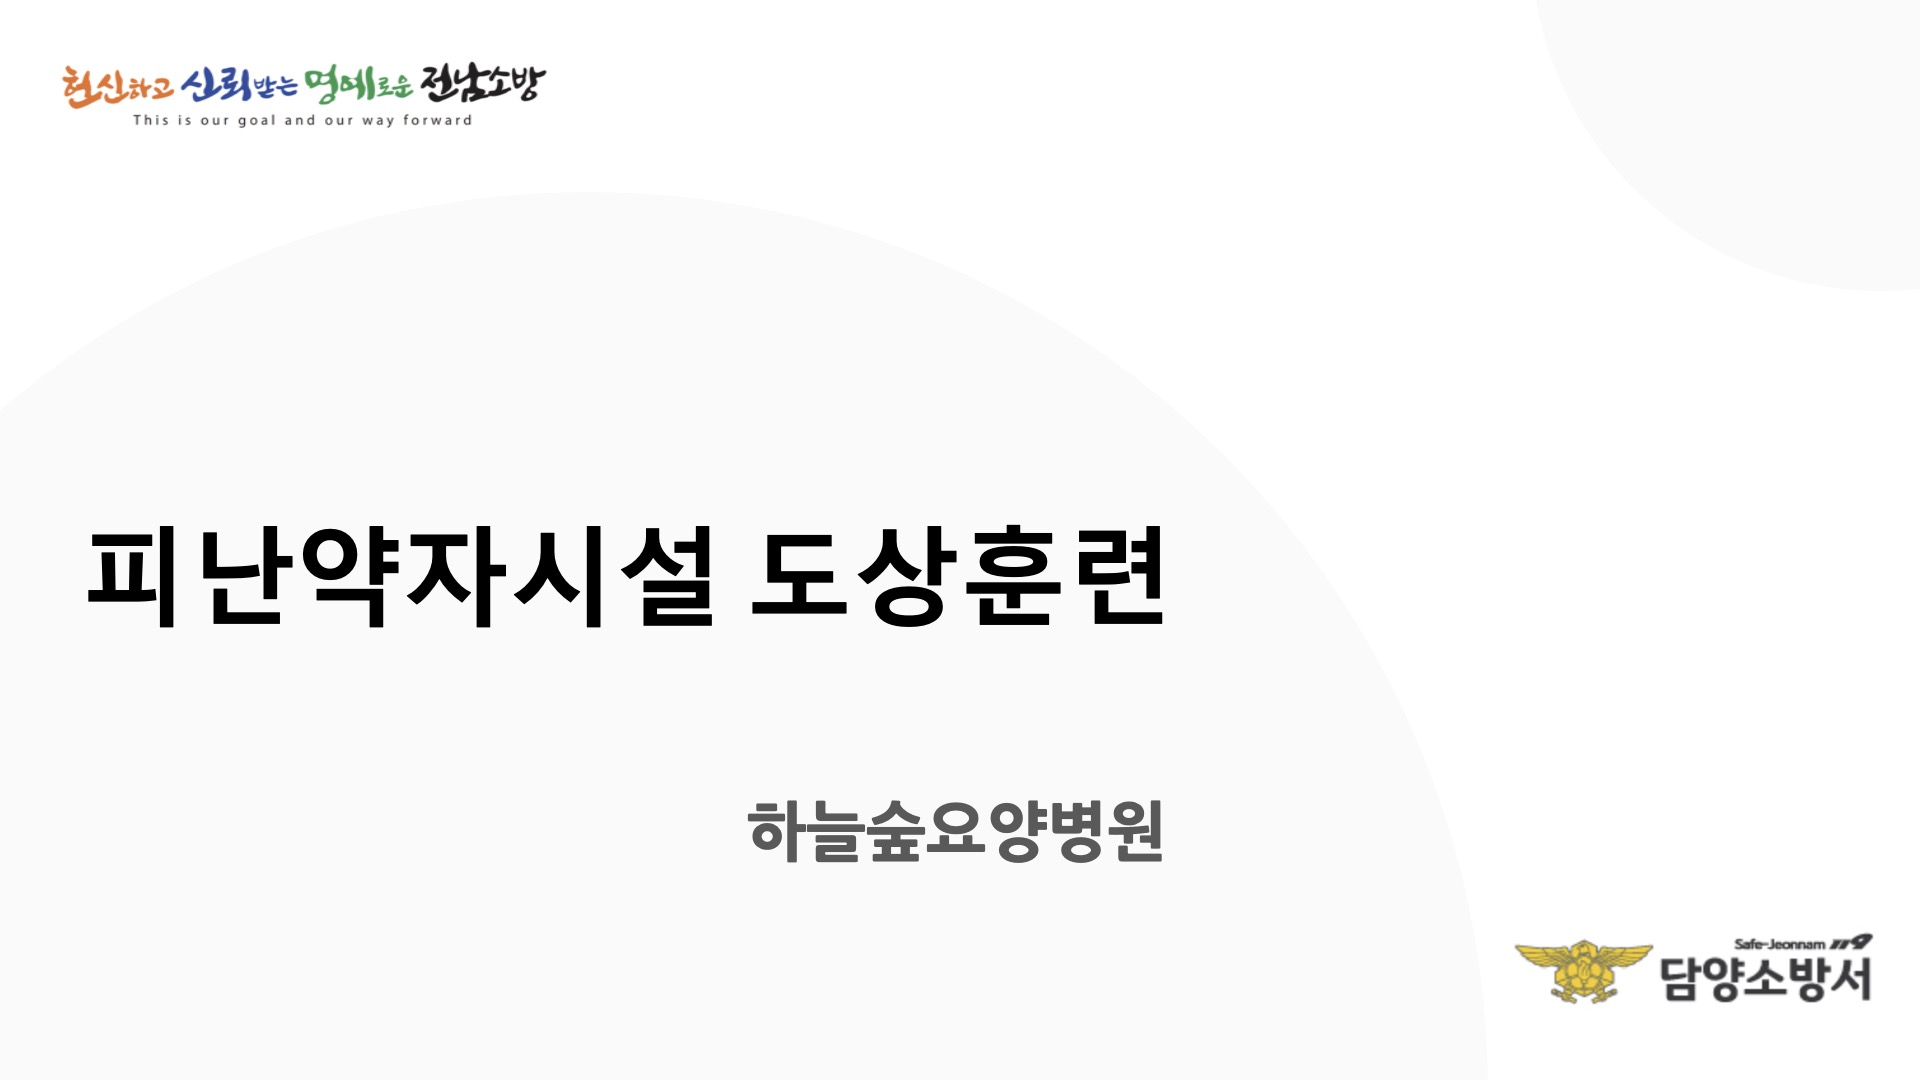 헌신하고 신뢰받는 명예로운 전남소방
This is our goal and our way forward
피난약자시설 도상훈련
하늘숲요양병원
Safe-Jeonnam 119
담양소방서